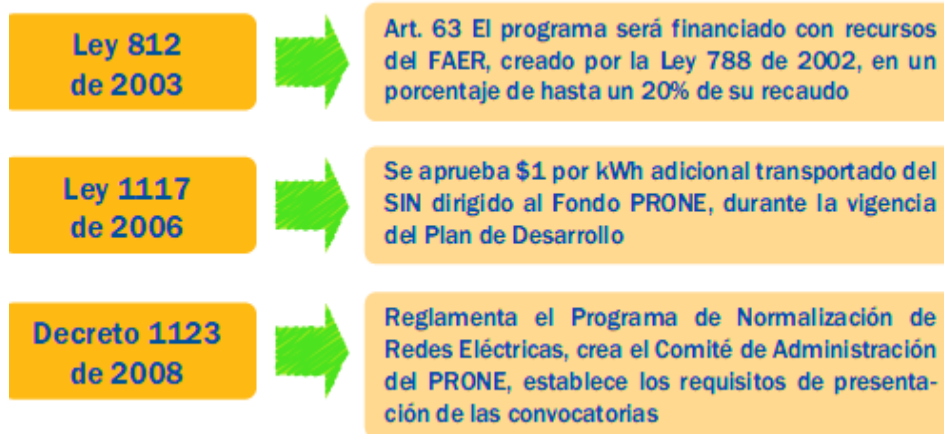 Ley 812
de 2003
Art. 63 El programa será financiado con recursos
del FAER, creado por la Ley 788 de 2002, en un
porcentaje de hasta un 20% de su recaudo
Ley 1117
de 2006
Se aprueba $1 por kWh adicional transportado del
SIN dirigido al Fondo PRONE, durante la vigencia
del Plan de Desarrollo
Decreto 1123
de 2008
Reglamenta el Programa de Normalización de
Redes Eléctricas, crea el Comité de Administración
del PRONE, establece los requisitos de presenta-
ción de las convocatorias